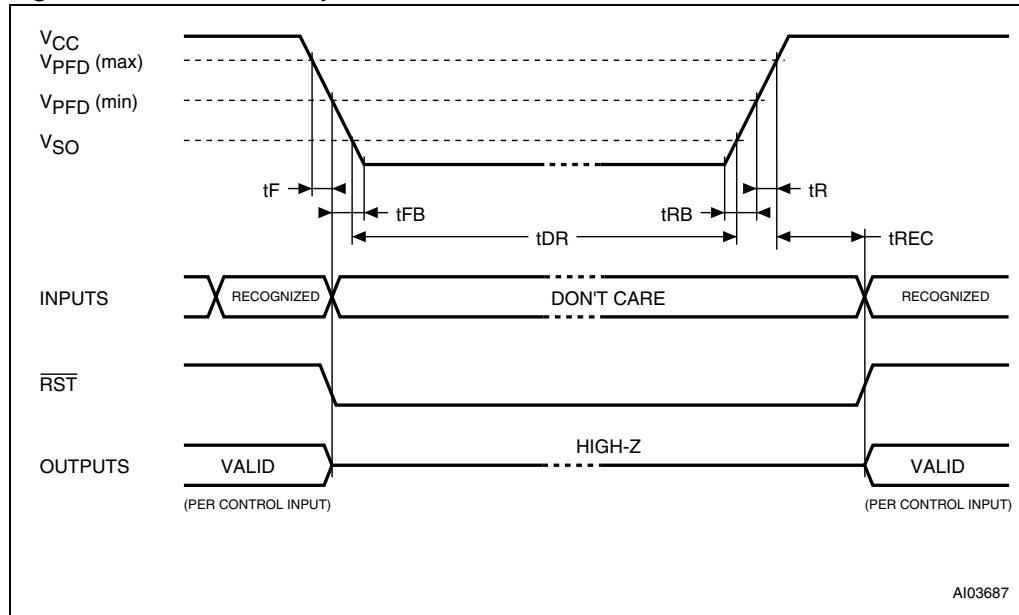 VCC
VPFD (max)
VPFD (min)
VSO
tF
tFB
tDR
tRB
tR
tREC
INPUTS
RECOGNIZED
DON'T CARE
RECOGNIZED
RST
HIGH-Z
OUTPUTS
VALID
VALID
(PER CONTROL INPUT)
(PER CONTROL INPUT)
AI03687